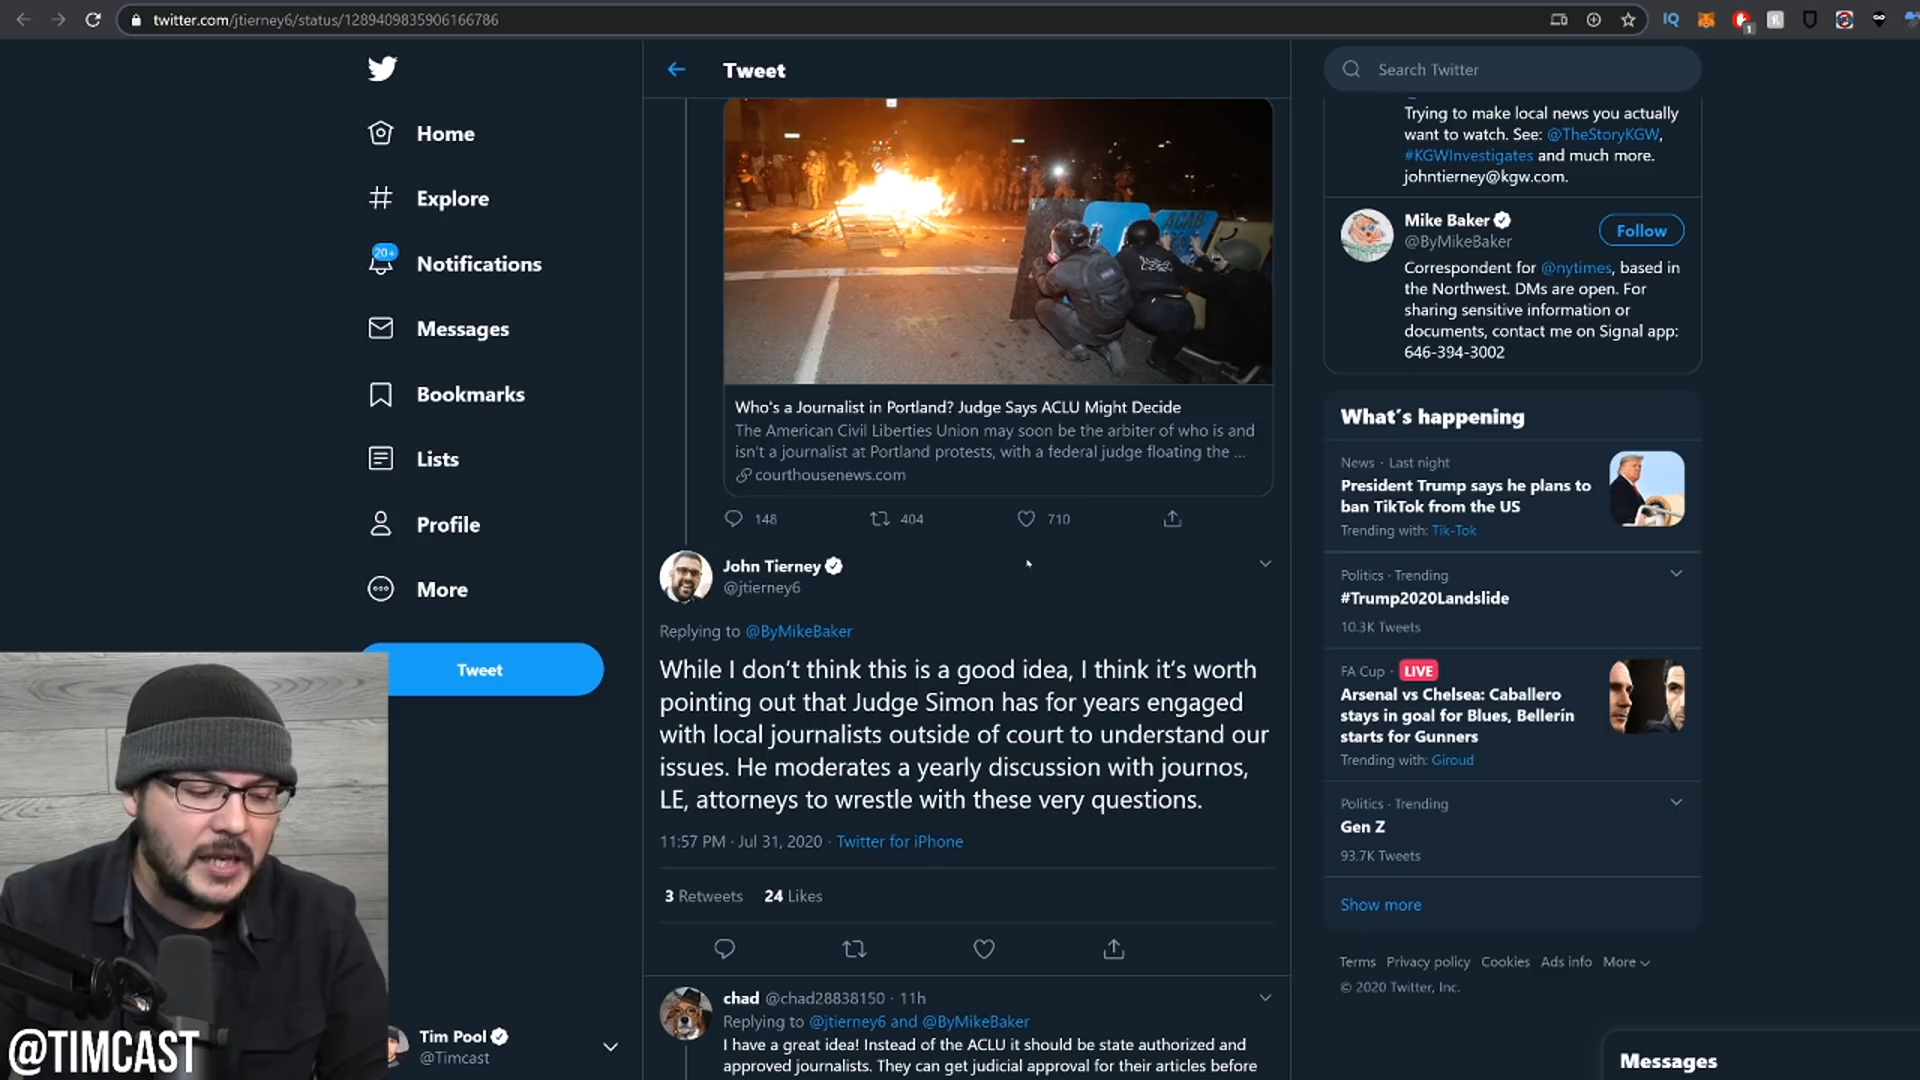 twitter.com/jtierney6/status/1289409835906166786
IQ
1
Home
Explore
20+
Notifications
Messages
Bookmarks
Lists
Profile
More
Tweet
Tim Pool
@Timcast
@TIMCAST
Tweet
ACAB
Who's a Journalist in Portland? Judge Says ACLU Might Decide
The American Civil Liberties Union may soon be the arbiter of who is and
isn't a journalist at Portland protests, with a federal judge floating the ...
courthousenews.com
148 404 710
John Tierney
@jtierney6
Replying to @ByMikeBaker
While I don't think this is a good idea, I think it's worth
pointing out that Judge Simon has for years engaged
with local journalists outside of court to understand our
issues. He moderates a yearly discussion with journos,
LE, attorneys to wrestle with these very questions.
11:57 PM · Jul 31, 2020 · Twitter for iPhone
3 Retweets 24 Likes
chad @chad28838150 · 11h
Replying to @jtierney6 and @ByMikeBaker
I have a great idea! Instead of the ACLU it should be state authorized and
approved journalists. They can get judicial approval for their articles before
Search Twitter
Trying to make local news you actually
want to watch. See: @TheStoryKGW,
#KGWInvestigates and much more.
johntierney@kgw.com.
Mike Baker
@ByMikeBaker
Follow
Correspondent for @nytimes, based in
the Northwest. DMs are open. For
sharing sensitive information or
documents, contact me on Signal app:
646-394-3002
What's happening
News · Last night
President Trump says he plans to
ban TikTok from the US
Trending with: Tik-Tok
Politics · Trending
#Trump2020Landslide
10.3K Tweets
FA Cup · LIVE
Arsenal vs Chelsea: Caballero
stays in goal for Blues, Bellerín
starts for Gunners
Trending with: Giroud
Politics · Trending
Gen Z
93.7K Tweets
Show more
Terms Privacy policy Cookies Ads info More
© 2020 Twitter, Inc.
Messages